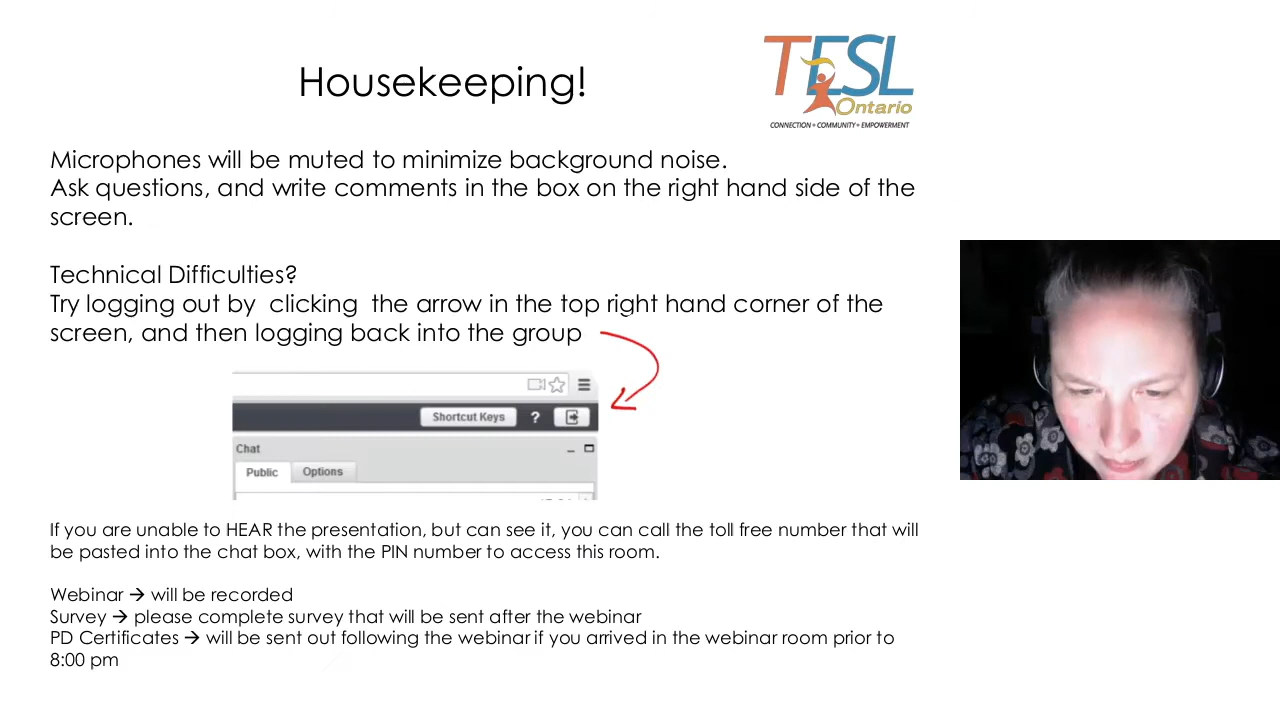 Housekeeping!
TESL
Ontario
CONNECTION + COMMUNITY + EMPOWERMENT
Microphones will be muted to minimize background noise.
Ask questions, and write comments in the box on the right hand side of the
screen.
Technical Difficulties?
Try logging out by clicking the arrow in the top right hand corner of the
screen, and then logging back into the group
Shortcut Keys ?
Chat
Public Options
If you are unable to HEAR the presentation, but can see it, you can call the toll free number that will
be pasted into the chat box, with the PIN number to access this room.
Webinar → will be recorded
Survey → please complete survey that will be sent after the webinar
PD Certificates → will be sent out following the webinar if you arrived in the webinar room prior to
8:00 pm